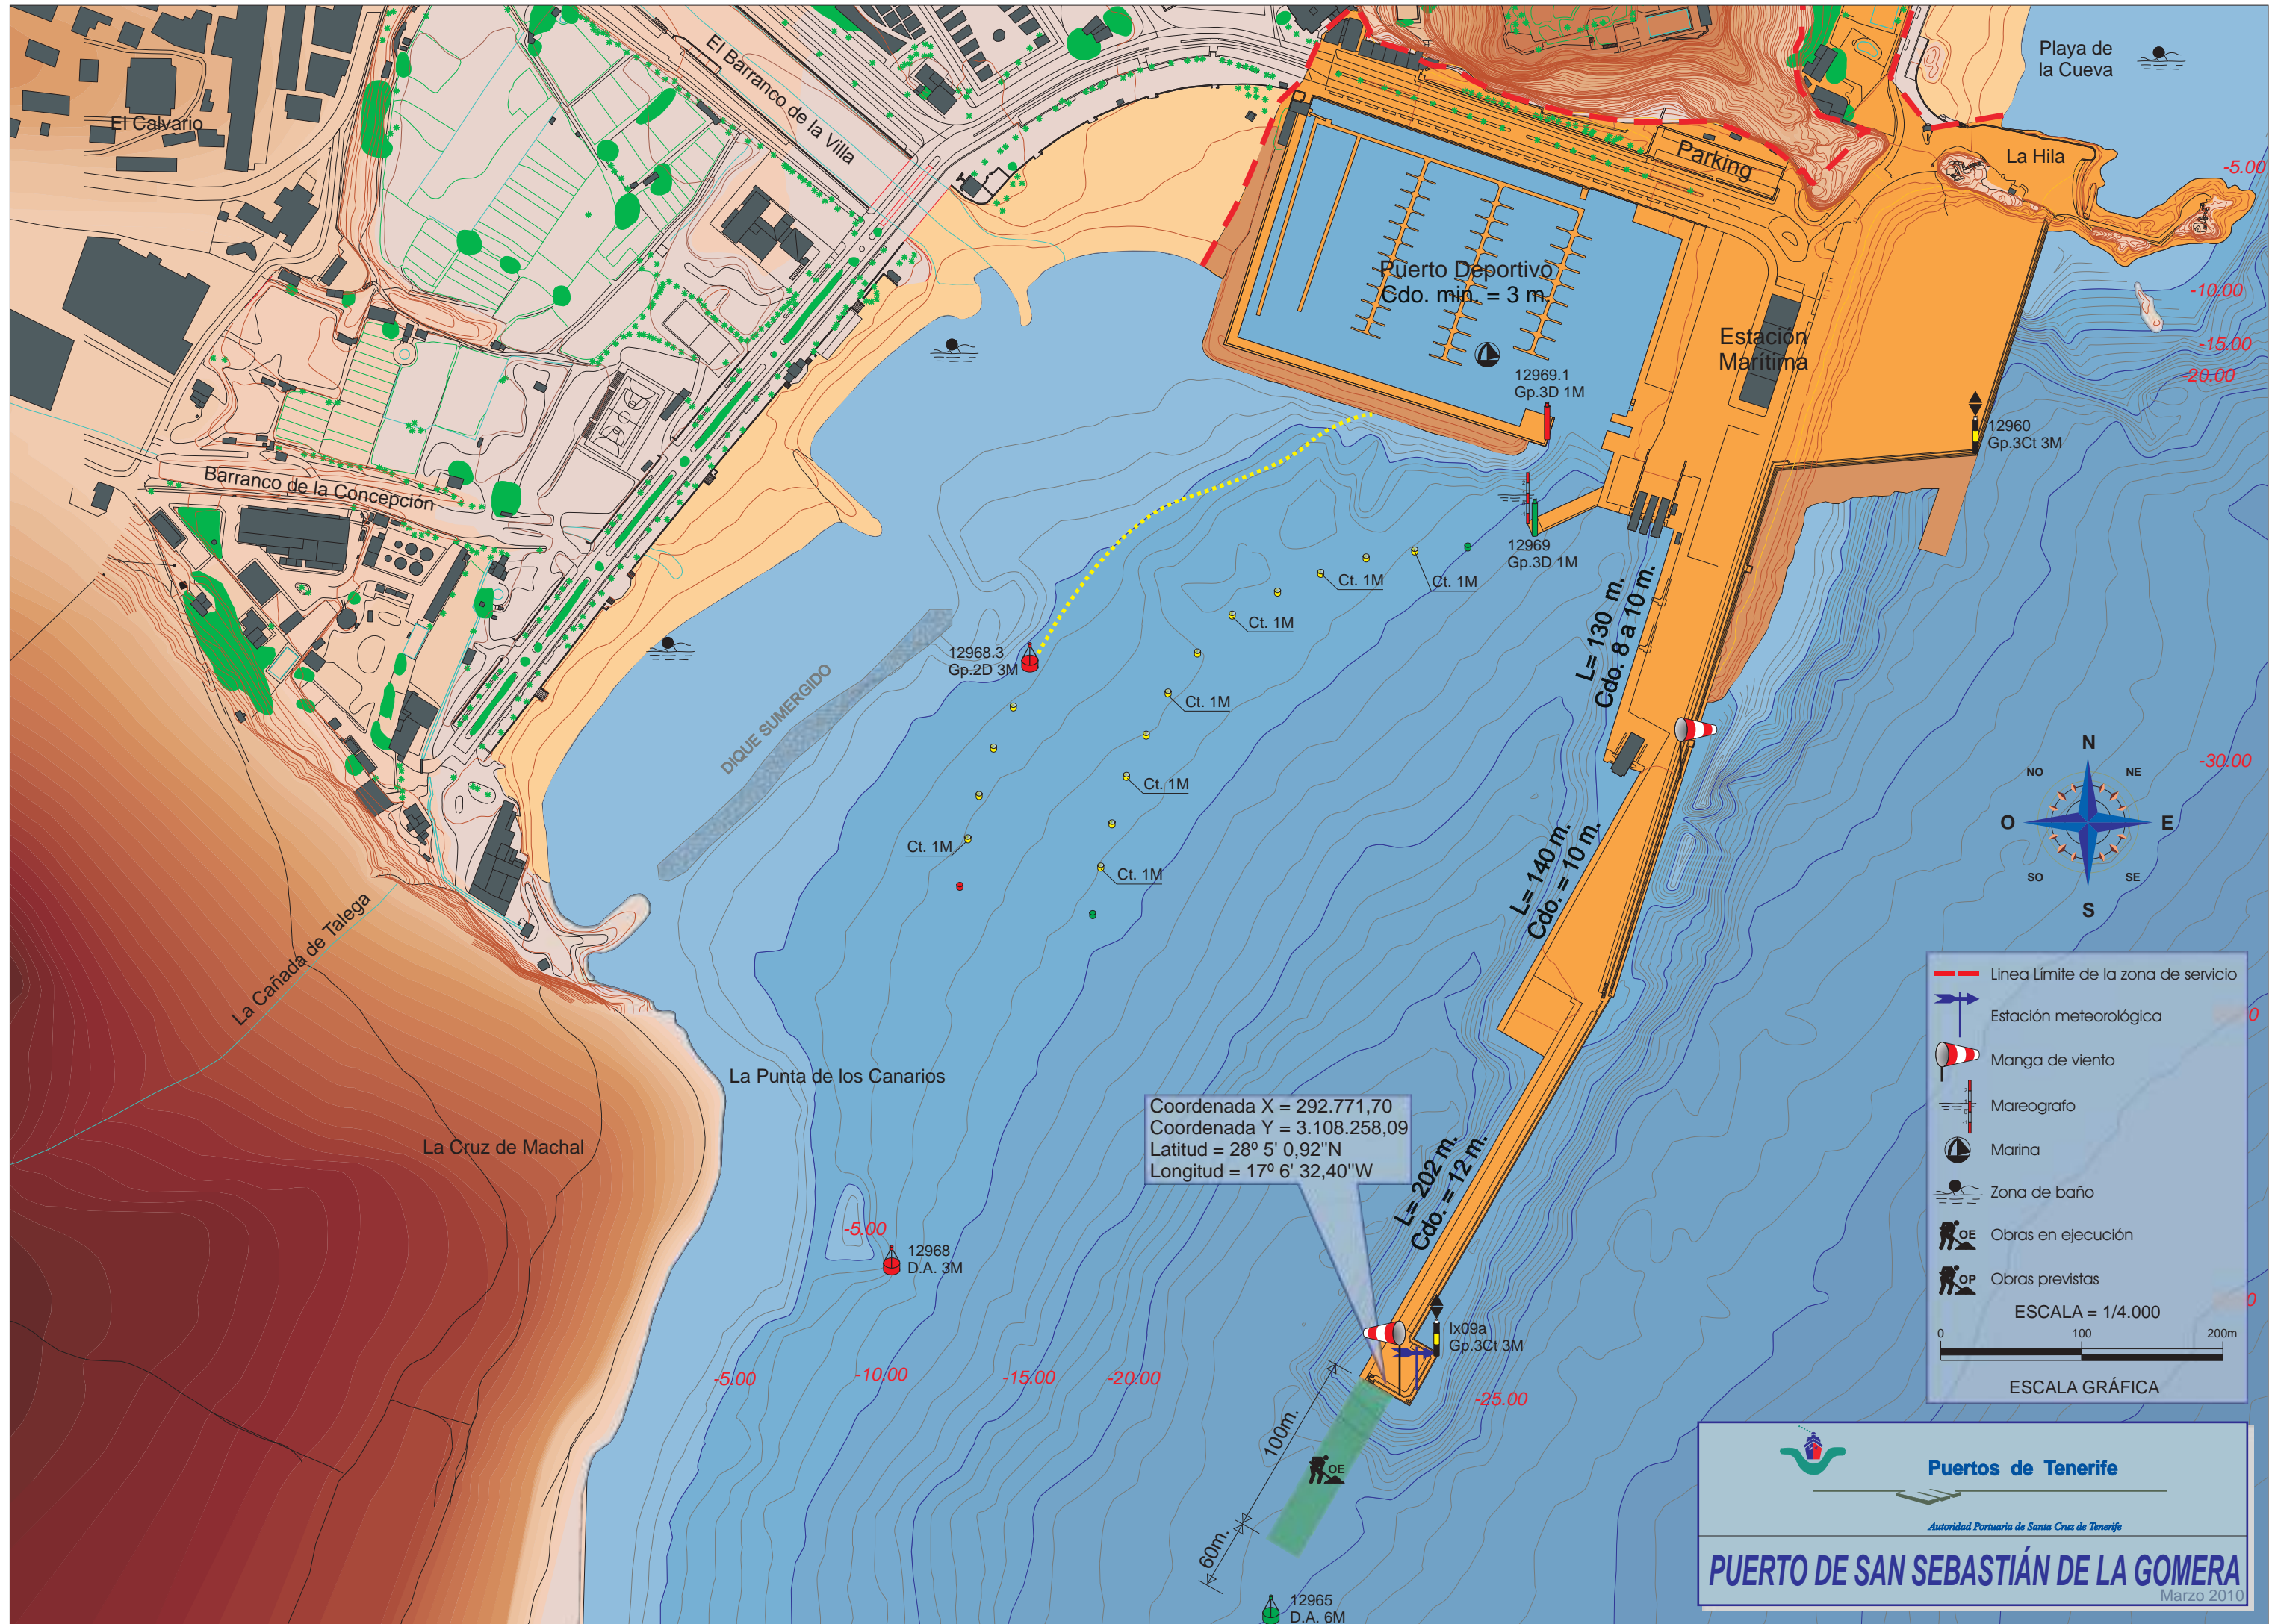 El Calvario
El Barranco de la Villa
Playa de
la Cueva
La Hila
Parking
-5.00
-10.00
-15.00
-20.00
Puerto Deportivo
Cdo. min. = 3 m.
Estación
Marítima
12969.1
Gp.3D 1M
12960
Gp.3Ct 3M
Barranco de la Concepción
12969
Gp.3D 1M
Ct. 1M
Ct. 1M
Ct. 1M
L= 130 m.
Cdo. 8 a 10 m.
12968.3
Gp.2D 3M
DIQUE SUMERGIDO
Ct. 1M
Ct. 1M
Ct. 1M
Ct. 1M
L= 140 m.
Cdo. = 10 m.
-30.00
N
NO
NE
O
E
SO
SE
S
La Cañada de Talega
La Punta de los Canarios
La Cruz de Machal
Coordenada X = 292.771,70
Coordenada Y = 3.108.258,09
Latitud = 28º 5' 0,92"N
Longitud = 17º 6' 32,40"W
L= 202 m.
Cdo. = 12 m.
-5.00
12968
D.A. 3M
-5.00
-10.00
-15.00
-20.00
-25.00
Ix09a
Gp.3Ct 3M
100m.
OE
60m.
12965
D.A. 6M
Linea Límite de la zona de servicio
Estación meteorológica
Manga de viento
Mareografo
Marina
Zona de baño
OE Obras en ejecución
OP Obras previstas
ESCALA = 1/4.000
0 100 200m
ESCALA GRÁFICA
Puertos de Tenerife
Autoridad Portuaria de Santa Cruz de Tenerife
PUERTO DE SAN SEBASTIÁN DE LA GOMERA
Marzo 2010